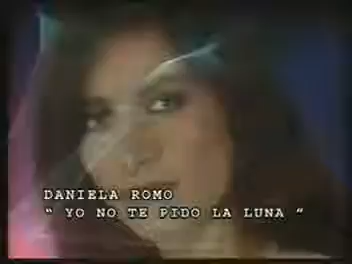 DANIELA ROMO
" YO NO TE PIDO LA LUNA "